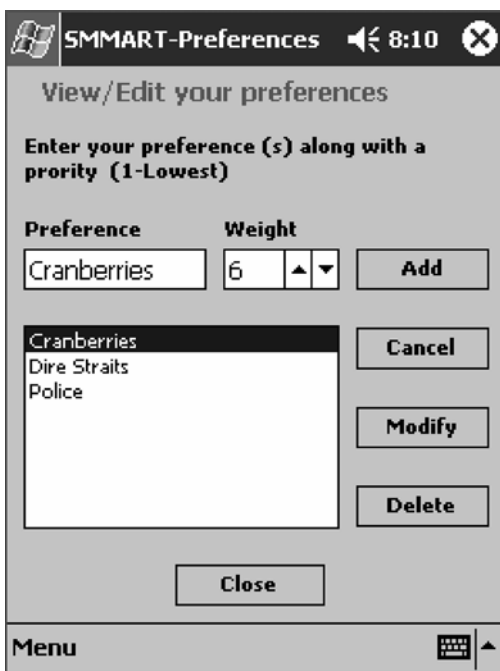 SMMART-Preferences 8:10
View/Edit your preferences
Enter your preference (s) along with a
prority (1-Lowest)
Preference Weight
Cranberries 6 Add
Cranberries
Dire Straits
Police
Cancel
Modify
Delete
Close
Menu